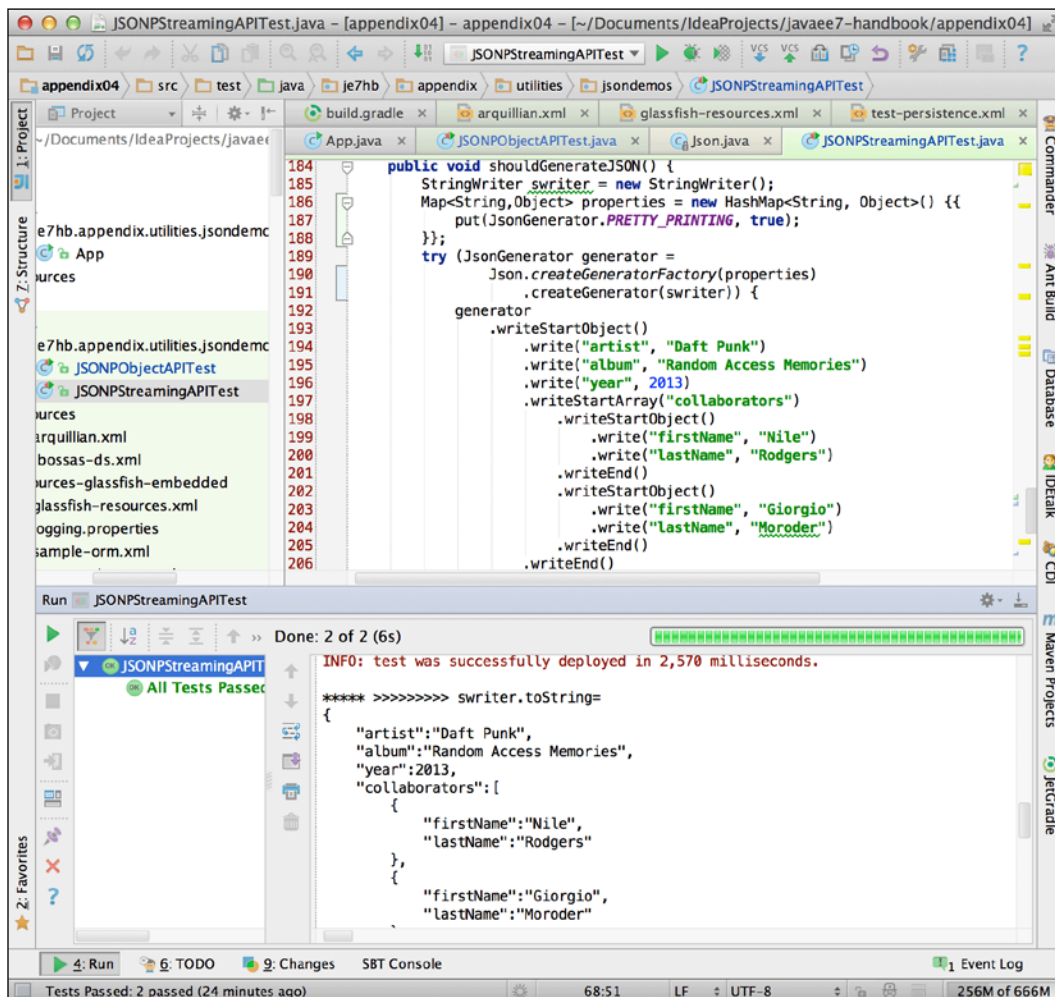 JSONPStreamingAPITest.java - [appendix04] - appendix04 - [~/Documents/IdeaProjects/javaee7-handbook/appendix04]
JSONPStreamingAPITest
appendix04 src test java je7hb appendix utilities jsondemos JSONPStreamingAPITest
1: Project
7: Structure
2: Favorites
Project
~/Documents/IdeaProjects/javaee
e7hb.appendix.utilities.jsondemo
App
urces
e7hb.appendix.utilities.jsondemc
JSONPObjectAPITest
JSONPStreamingAPITest
urces
arquillian.xml
bossas-ds.xml
urces-glassfish-embedded
glassfish-resources.xml
ogging.properties
sample-orm.xml
build.gradle arquillian.xml glassfish-resources.xml test-persistence.xml
App.java JSONPObjectAPITest.java Json.java JSONPStreamingAPITest.java
184 public void shouldGenerateJSON() {
185 StringWriter swriter = new StringWriter();
186 Map<String,Object> properties = new HashMap<String, Object>() {{
187 put(JsonGenerator.PRETTY_PRINTING, true);
188 }};
189 try (JsonGenerator generator =
190 Json.createGeneratorFactory(properties)
191 .createGenerator(swriter)) {
192 generator
193 .writeStartObject()
194 .write("artist", "Daft Punk")
195 .write("album", "Random Access Memories")
196 .write("year", 2013)
197 .writeStartArray("collaborators")
198 .writeStartObject()
199 .write("firstName", "Nile")
200 .write("lastName", "Rodgers")
201 .writeEnd()
202 .writeStartObject()
203 .write("firstName", "Giorgio")
204 .write("lastName", "Moroder")
205 .writeEnd()
206 .writeEnd()
Commander
Ant Build
Database
IDEtalk
CDI
Maven Projects
JetGradle
Run JSONPStreamingAPITest
Done: 2 of 2 (6s)
JSONPStreamingAPIT
All Tests Passed
INFO: test was successfully deployed in 2,570 milliseconds.
***** >>>>>>>>> swriter.toString=
{
"artist":"Daft Punk",
"album":"Random Access Memories",
"year":2013,
"collaborators":[
{
"firstName":"Nile",
"lastName":"Rodgers"
},
{
"firstName":"Giorgio",
"lastName":"Moroder"
4: Run 6: TODO 9: Changes SBT Console 1 Event Log
Tests Passed: 2 passed (24 minutes ago) 68:51 LF UTF-8 256M of 666M